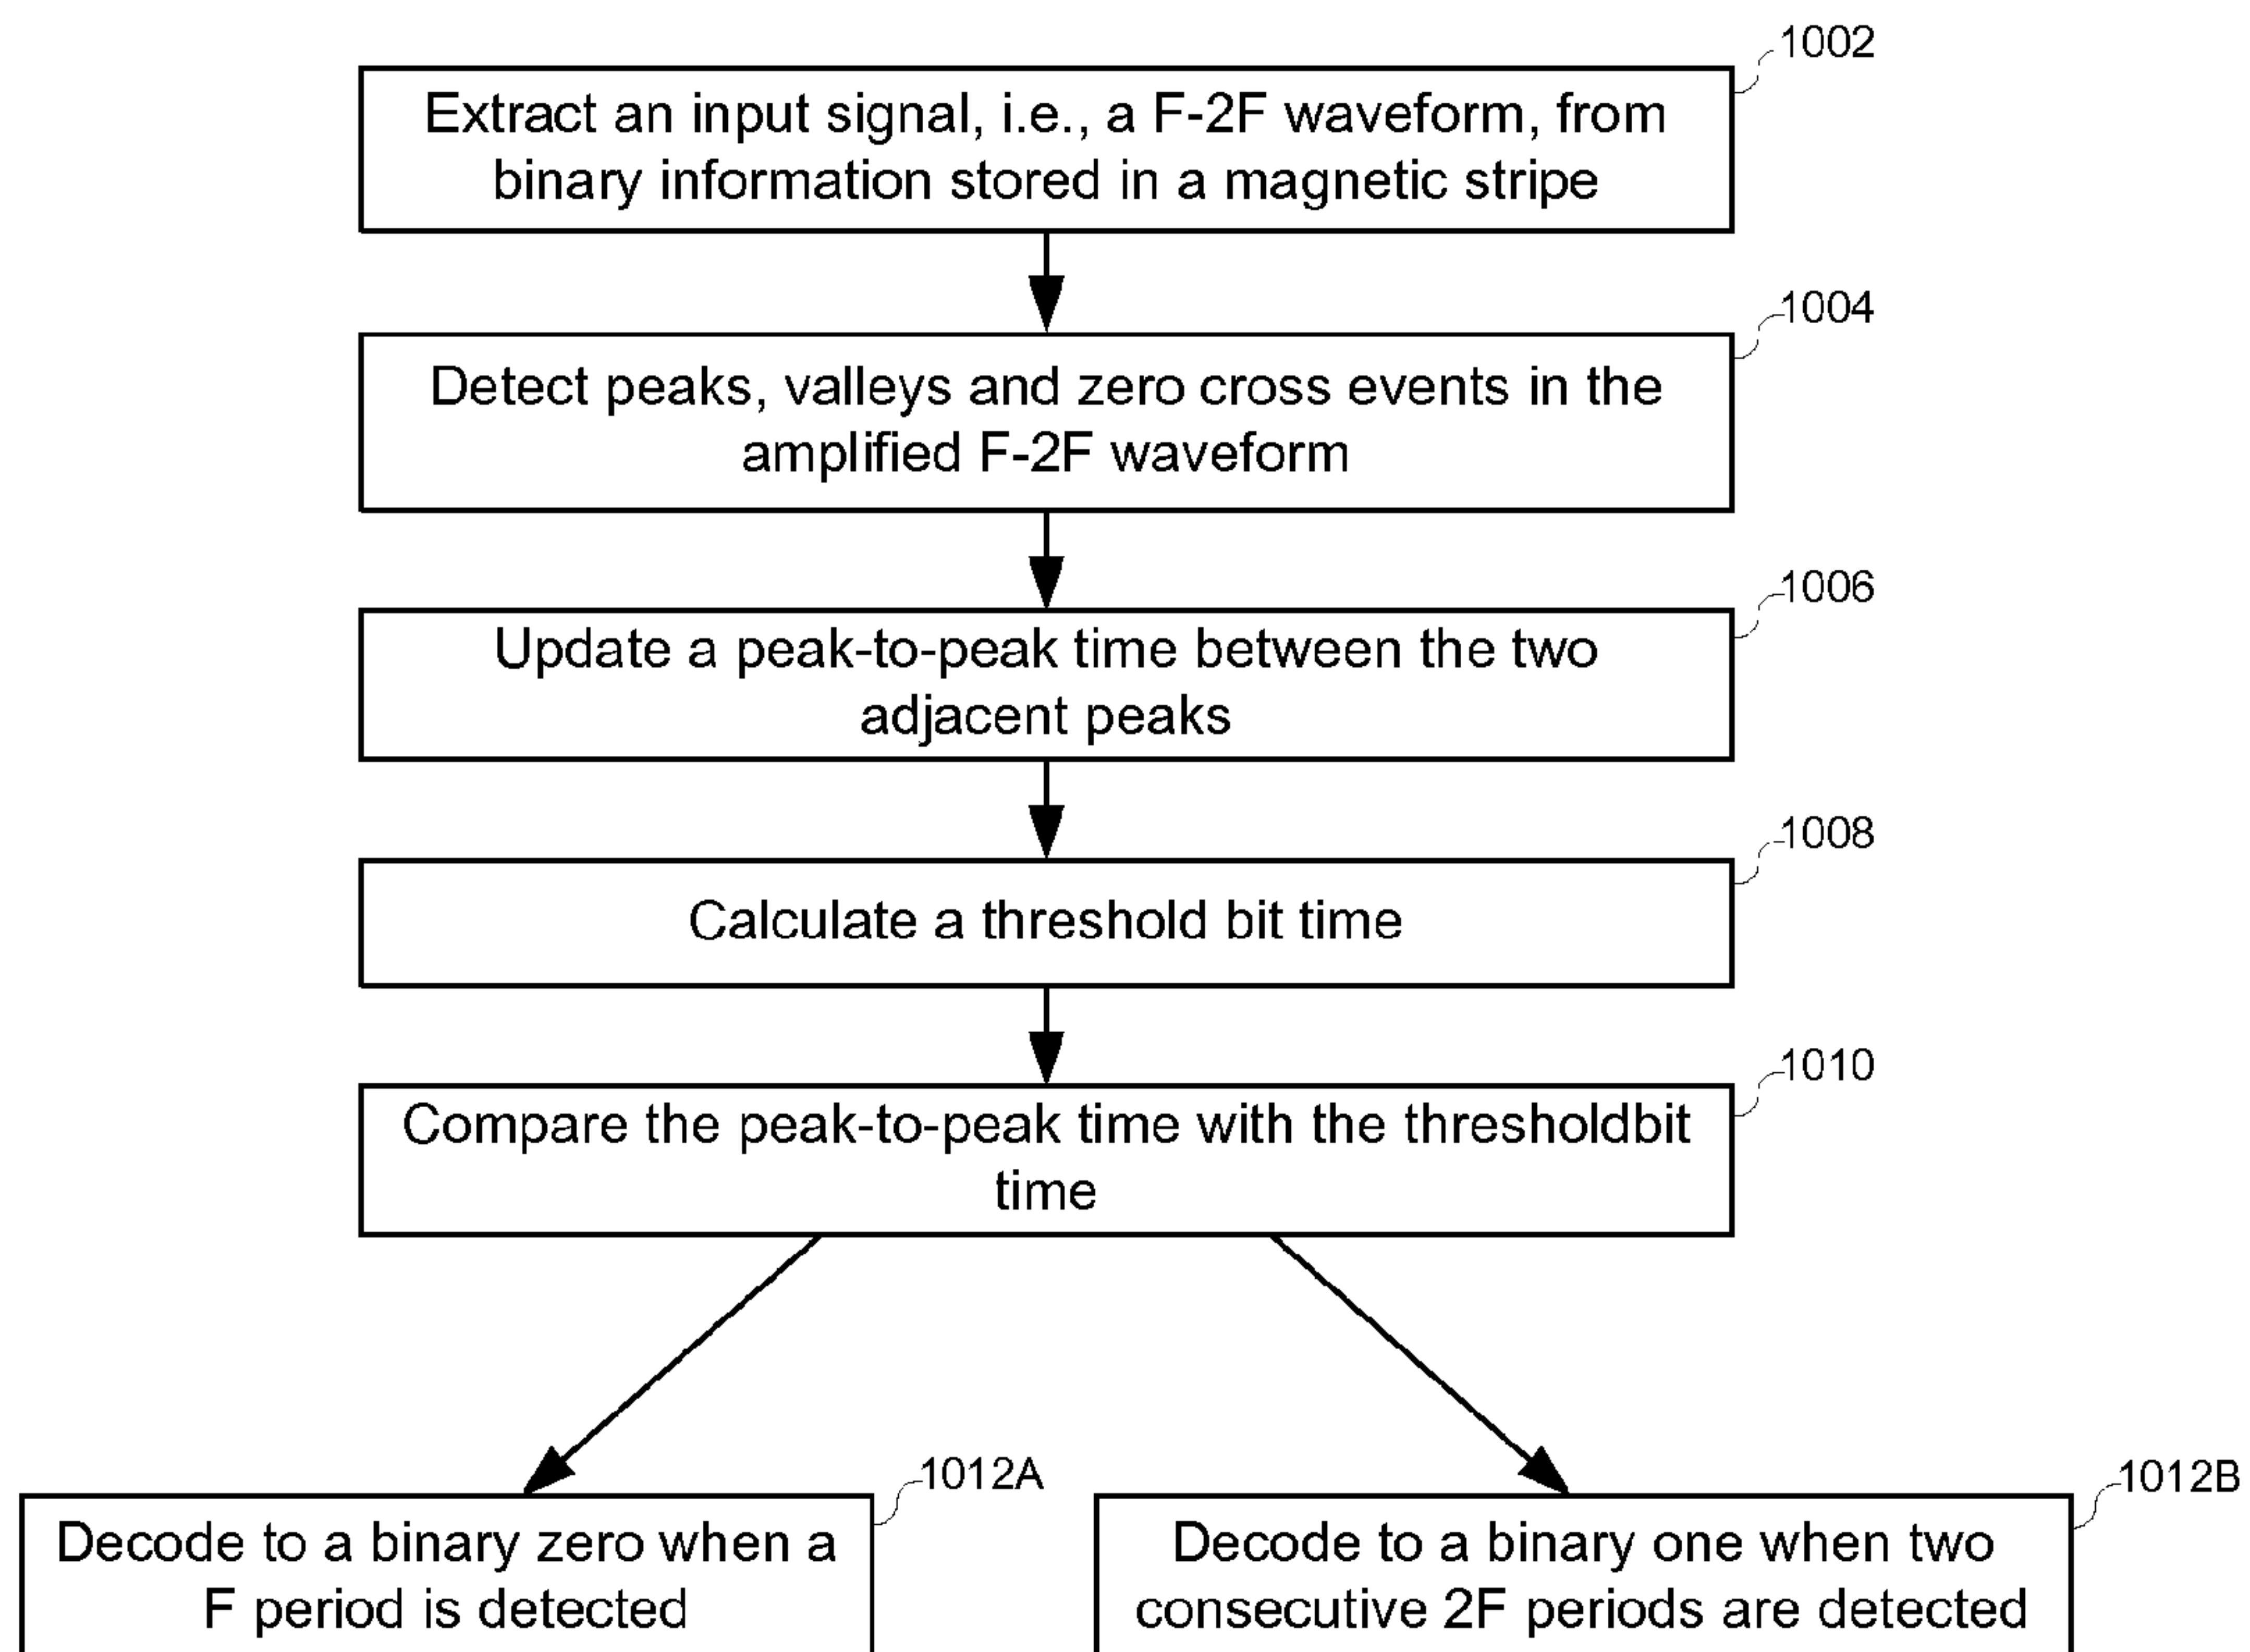 1002
Extract an input signal, i.e., a F-2F waveform, from
binary information stored in a magnetic stripe
1004
Detect peaks, valleys and zero cross events in the
amplified F-2F waveform
1006
Update a peak-to-peak time between the two
adjacent peaks
1008
Calculate a threshold bit time
1010
Compare the peak-to-peak time with the thresholdbit
time
1012A
Decode to a binary zero when a
F period is detected
1012B
Decode to a binary one when two
consecutive 2F periods are detected